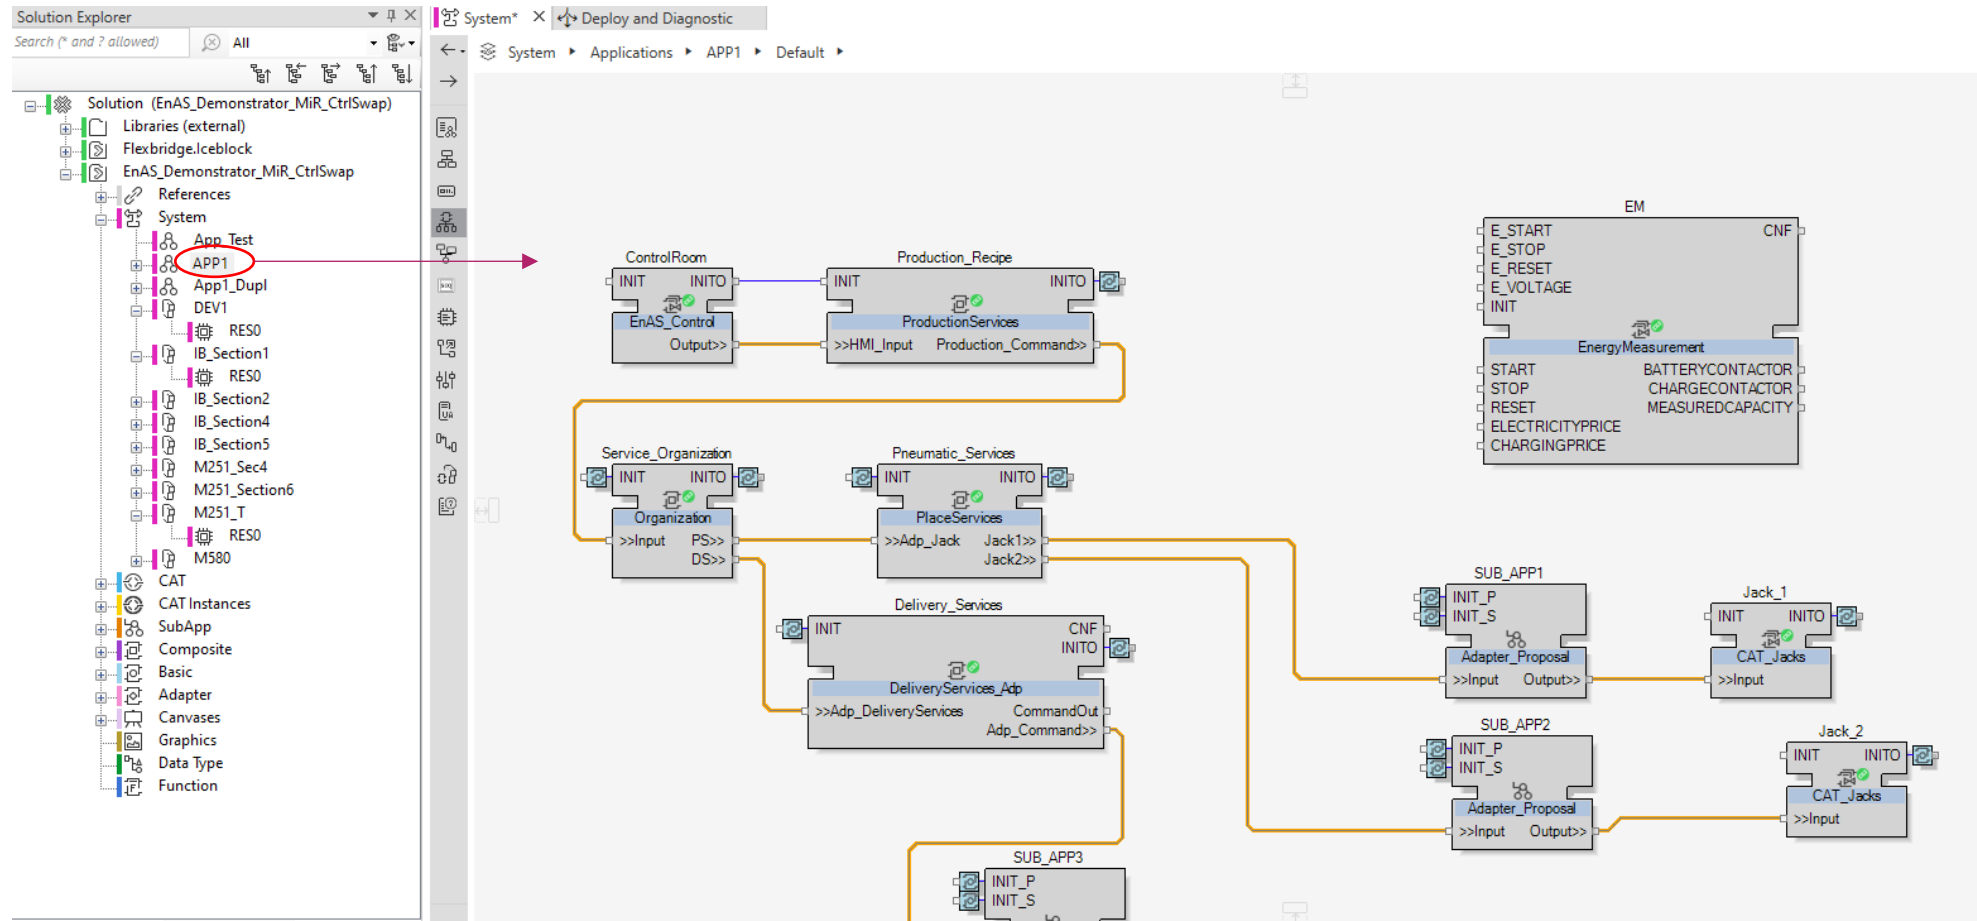 Solution Explorer
Search (* and ? allowed)
All
Solution (EnAS_Demonstrator_MiR_CtrlSwap)
Libraries (external)
Flexbridge.Iceblock
EnAS_Demonstrator_MiR_CtrlSwap
References
System
App_Test
APP1
App1_Dupl
DEV1
RES0
IB_Section1
RES0
IB_Section2
IB_Section4
IB_Section5
M251_Sec4
M251_Section6
M251_T
RES0
M580
CAT
CAT Instances
SubApp
Composite
Basic
Adapter
Canvases
Graphics
Data Type
Function
System*
Deploy and Diagnostic
System
Applications
APP1
Default
ControlRoom
INIT INITO
EnAS_Control
Output>>
Production_Recipe
INIT INITO
ProductionServices
>>HMI_Input Production_Command>>
EM
E_START CNF
E_STOP
E_RESET
E_VOLTAGE
INIT
EnergyMeasurement
START BATTERYCONTACTOR
STOP CHARGECONTACTOR
RESET MEASUREDCAPACITY
ELECTRICITYPRICE
CHARGINGPRICE
Service_Organization
INIT INITO
Organization
>>Input PS>>
DS>>
Pneumatic_Services
INIT INITO
PlaceServices
>>Adp_Jack Jack1>>
Jack2>>
Delivery_Services
INIT CNF
INITO
DeliveryServices_Adp
>>Adp_DeliveryServices CommandOut
Adp_Command>>
SUB_APP1
INIT_P
INIT_S
Adapter_Proposal
>>Input Output>>
Jack_1
INIT INITO
CAT_Jacks
>>Input
SUB_APP2
INIT_P
INIT_S
Adapter_Proposal
>>Input Output>>
Jack_2
INIT INITO
CAT_Jacks
>>Input
SUB_APP3
INIT_P
INIT_S